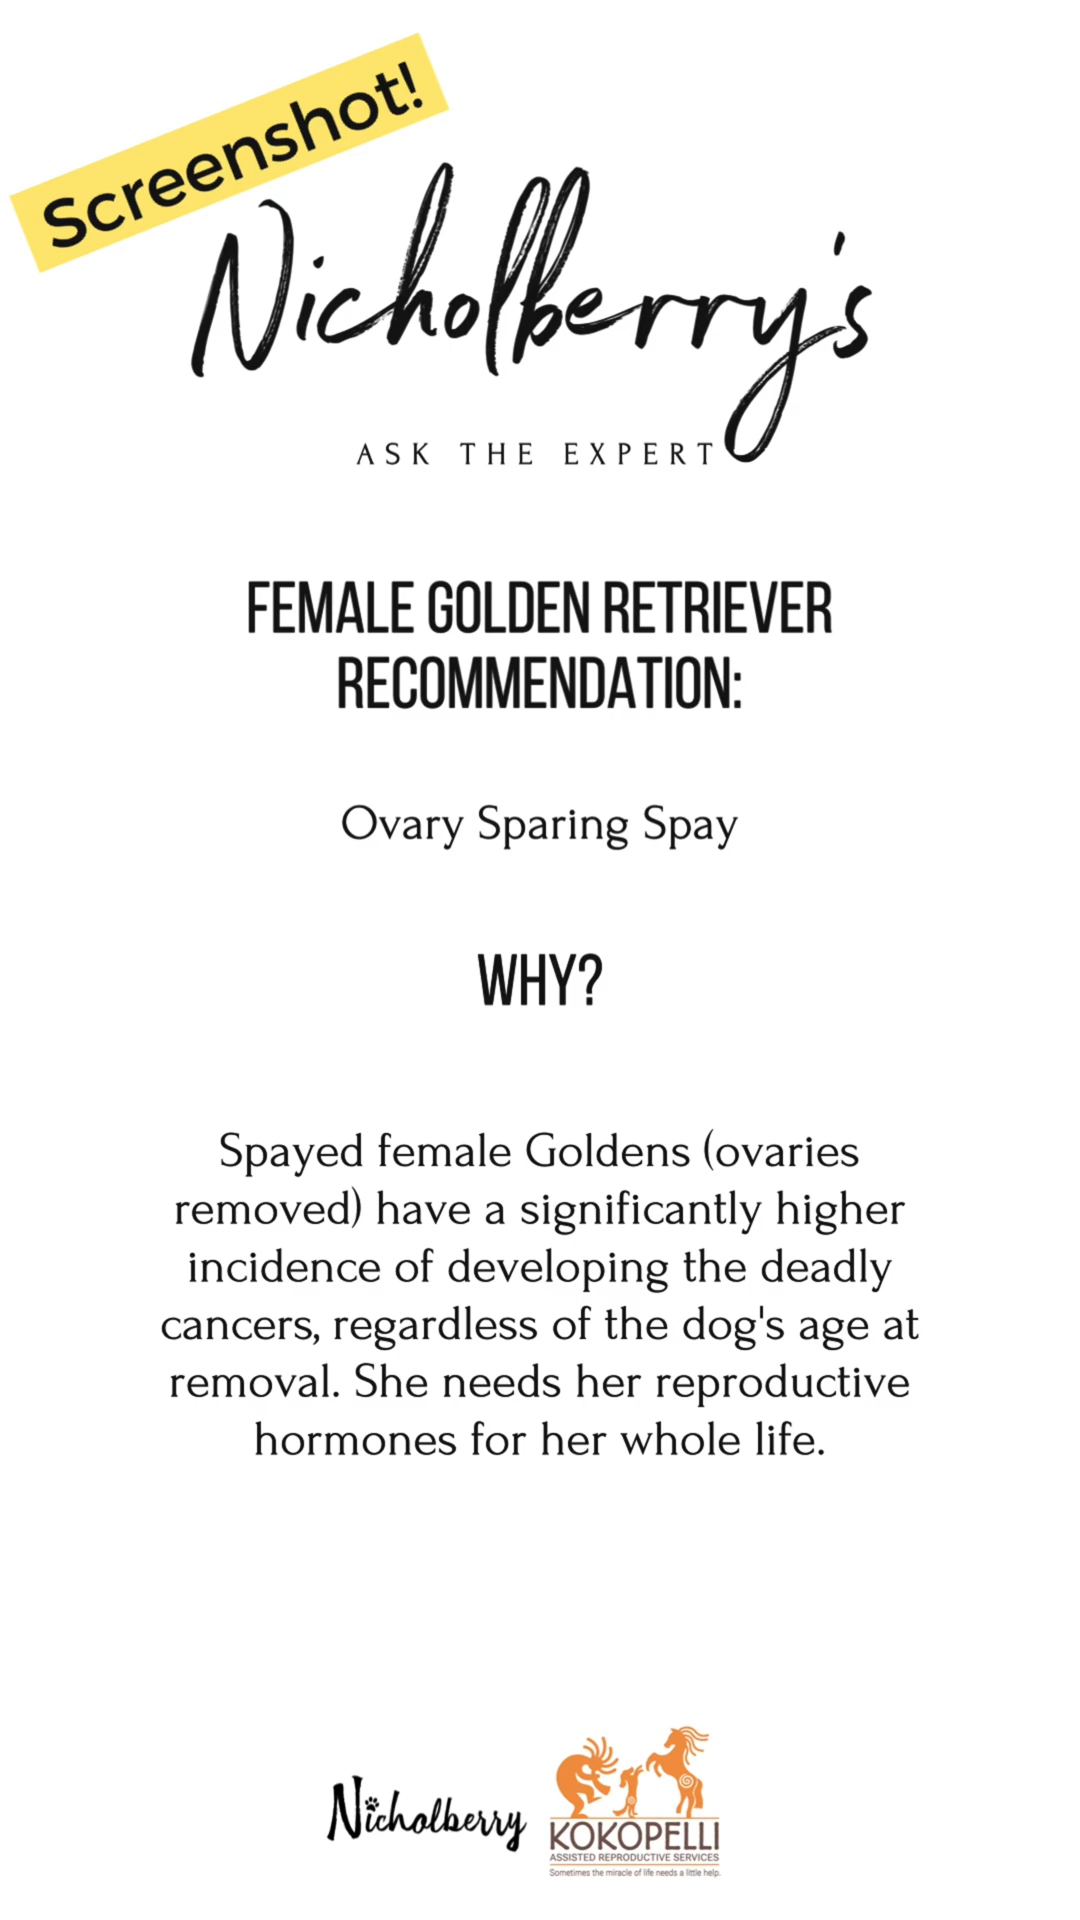 Screenshot!
Nicholberry's
ASK THE EXPERT
FEMALE GOLDEN RETRIEVER
RECOMMENDATION:
Ovary Sparing Spay
WHY?
Spayed female Goldens (ovaries
removed) have a significantly higher
incidence of developing the deadly
cancers, regardless of the dog's age at
removal. She needs her reproductive
hormones for her whole life.
Nicholberry
KOKOPELLI
ASSISTED REPRODUCTIVE SERVICES
Sometimes the miracle of life needs a little help.